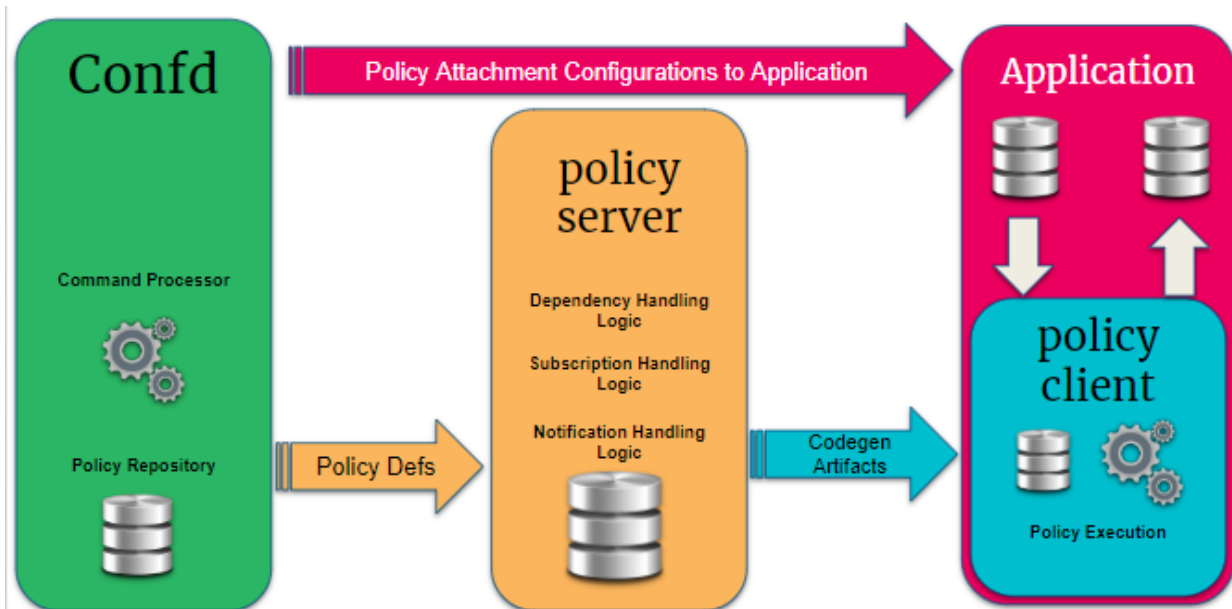 Confd
Policy Attachment Configurations to Application
Application
policy
server
Command Processor
Dependency Handling
Logic
Subscription Handling
Logic
Notification Handling
Logic
Policy Repository
Policy Defs
Codegen
Artifacts
policy
client
Policy Execution